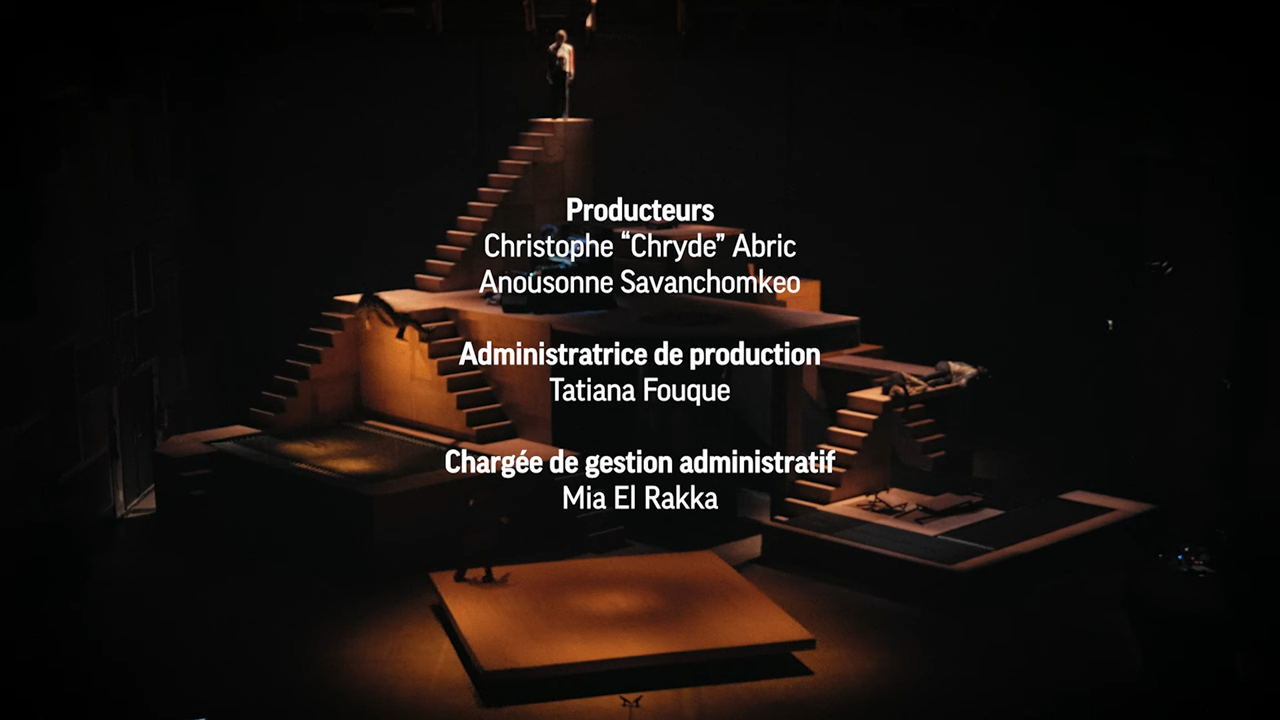 Producteurs
Christophe “Chryde” Abric
Anousonne Savanchomkeo
Administratrice de production
Tatiana Fouque
Chargée de gestion administratif
Mia El Rakka